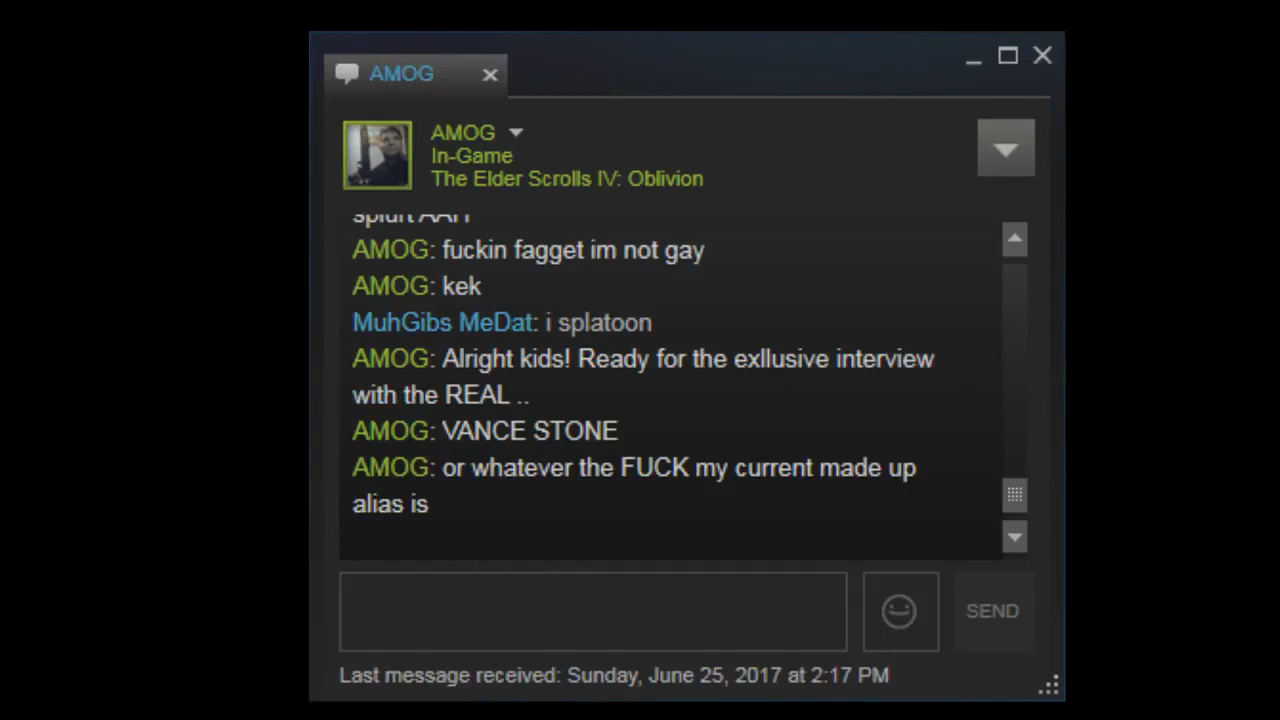 AMOG
AMOG
In-Game
The Elder Scrolls IV: Oblivion
splurt AAH
AMOG: fuckin fagget im not gay
AMOG: kek
MuhGibs MeDat: i splatoon
AMOG: Alright kids! Ready for the exllusive interview
with the REAL ..
AMOG: VANCE STONE
AMOG: or whatever the FUCK my current made up
alias is
SEND
Last message received: Sunday, June 25, 2017 at 2:17 PM